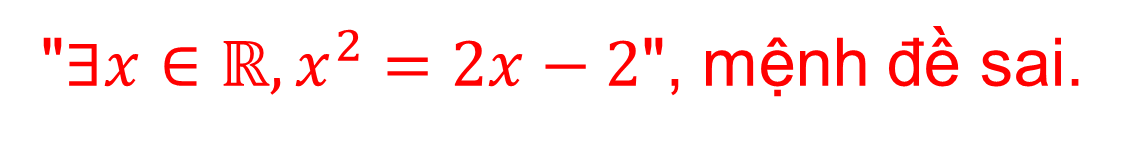 "∃x ∈ ℝ, x² = 2x − 2", mệnh đề sai.